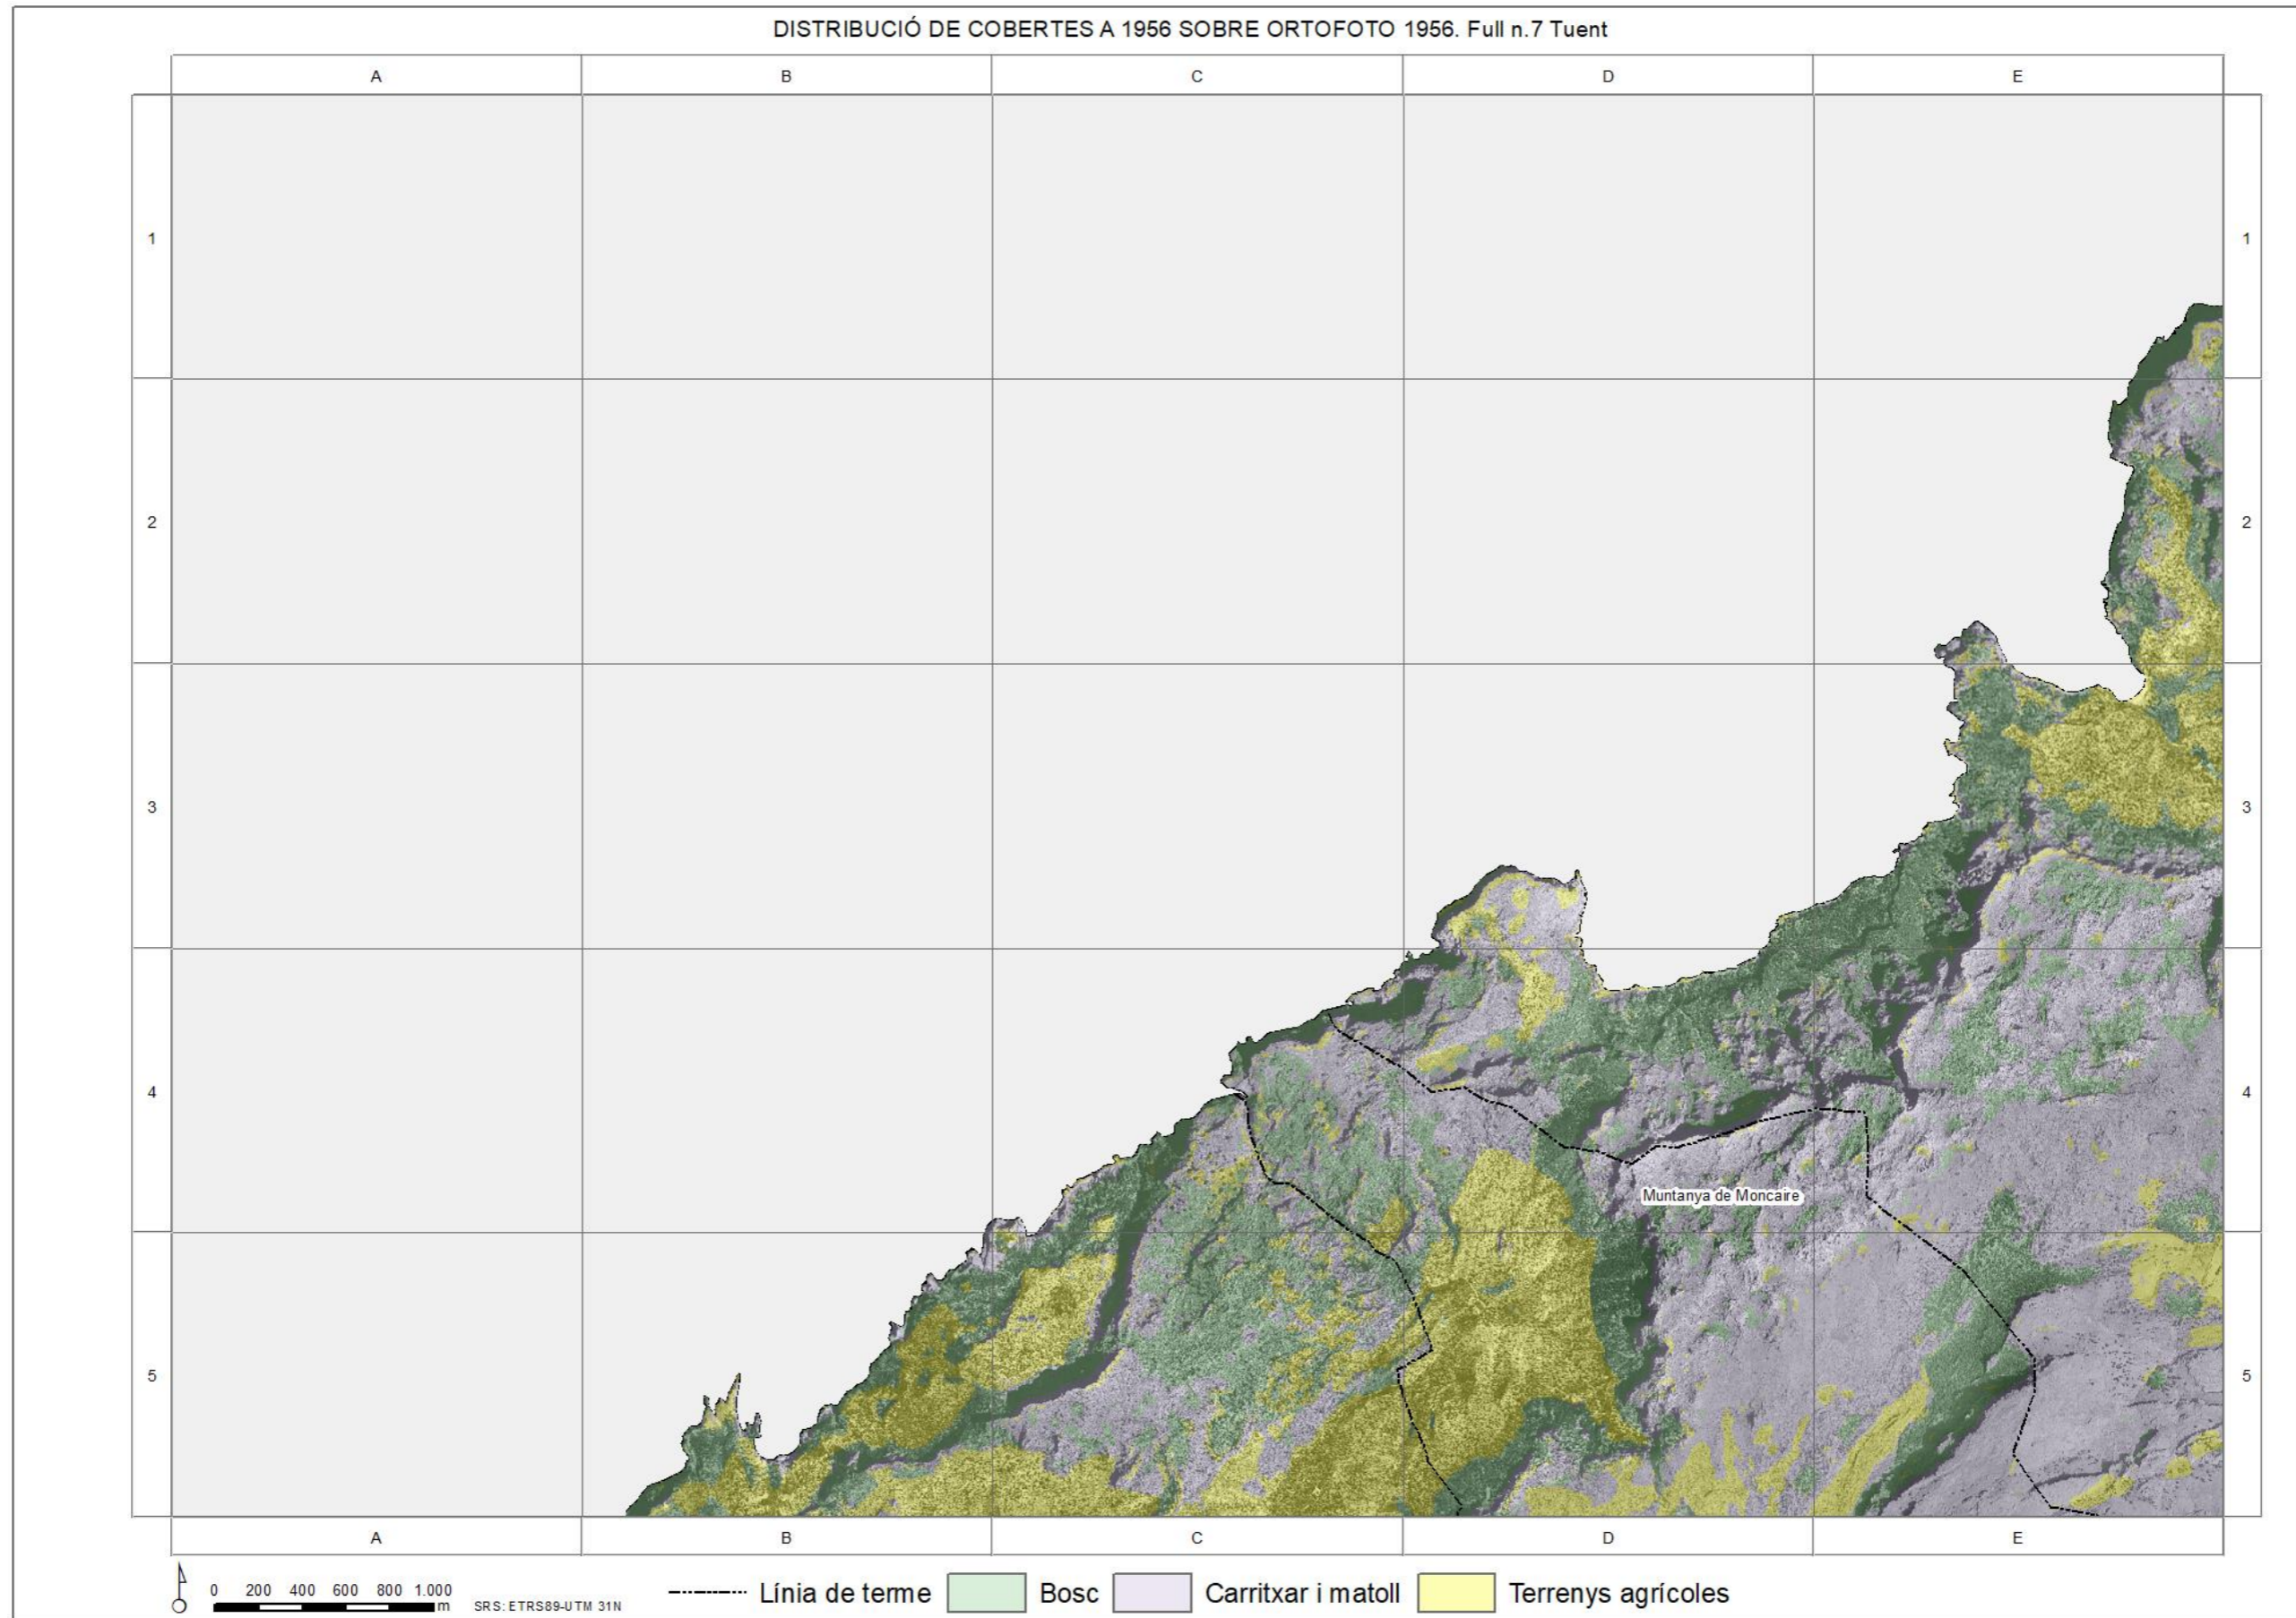 DISTRIBUCIÓ DE COBERTES A 1956 SOBRE ORTOFOTO 1956. Full n.7 Tuent
A B C D E
1 1
2 2
3 3
4 4
Muntanya de Moncaire
5 5
A B C D E
0 200 400 600 800 1.000
m
SRS: ETRS89-UTM 31N
Línia de terme
Bosc
Carritxar i matoll
Terrenys agrícoles